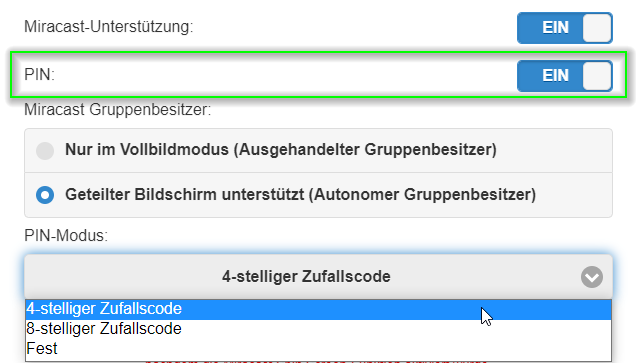 Miracast-Unterstützung:
EIN
PIN:
EIN
Miracast Gruppenbesitzer:
Nur im Vollbildmodus (Ausgehandelter Gruppenbesitzer)
Geteilter Bildschirm unterstützt (Autonomer Gruppenbesitzer)
PIN-Modus:
4-stelliger Zufallscode
4-stelliger Zufallscode
8-stelliger Zufallscode
Fest